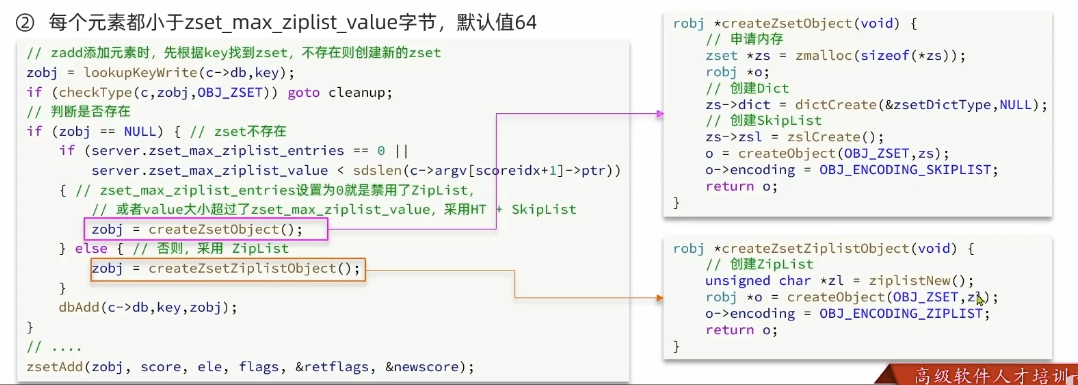 ② 每个元素都小于zset_max_ziplist_value字节，默认值64
// zadd添加元素时，先根据key找到zset，不存在则创建新的zset
zobj = lookupKeyWrite(c->db,key);
if (checkType(c,zobj,OBJ_ZSET)) goto cleanup;
// 判断是否存在
if (zobj == NULL) { // zset不存在
if (server.zset_max_ziplist_entries == 0 ||
server.zset_max_ziplist_value < sdslen(c->argv[scoreidx+1]->ptr))
{ // zset_max_ziplist_entries设置为0就是禁用了ZipList，
// 或者value大小超过了zset_max_ziplist_value，采用HT + SkipList
zobj = createZsetObject();
} else { // 否则，采用 ZipList
zobj = createZsetZiplistObject();
}
dbAdd(c->db,key,zobj);
}
// ....
zsetAdd(zobj, score, ele, flags, &retflags, &newscore);
robj *createZsetObject(void) {
// 申请内存
zset *zs = zmalloc(sizeof(*zs));
robj *o;
// 创建Dict
zs->dict = dictCreate(&zsetDictType,NULL);
// 创建SkipList
zs->zsl = zslCreate();
o = createObject(OBJ_ZSET,zs);
o->encoding = OBJ_ENCODING_SKIPLIST;
return o;
}
robj *createZsetZiplistObject(void) {
// 创建ZipList
unsigned char *zl = ziplistNew();
robj *o = createObject(OBJ_ZSET,zl);
o->encoding = OBJ_ENCODING_ZIPLIST;
return o;
}
高级软件人才培训